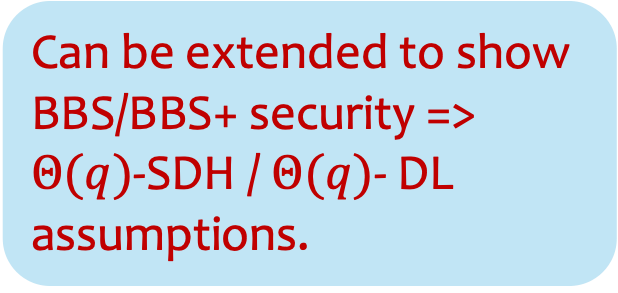 Can be extended to show
BBS/BBS+ security =>
Θ(𝑞)-SDH / Θ(𝑞)- DL
assumptions.